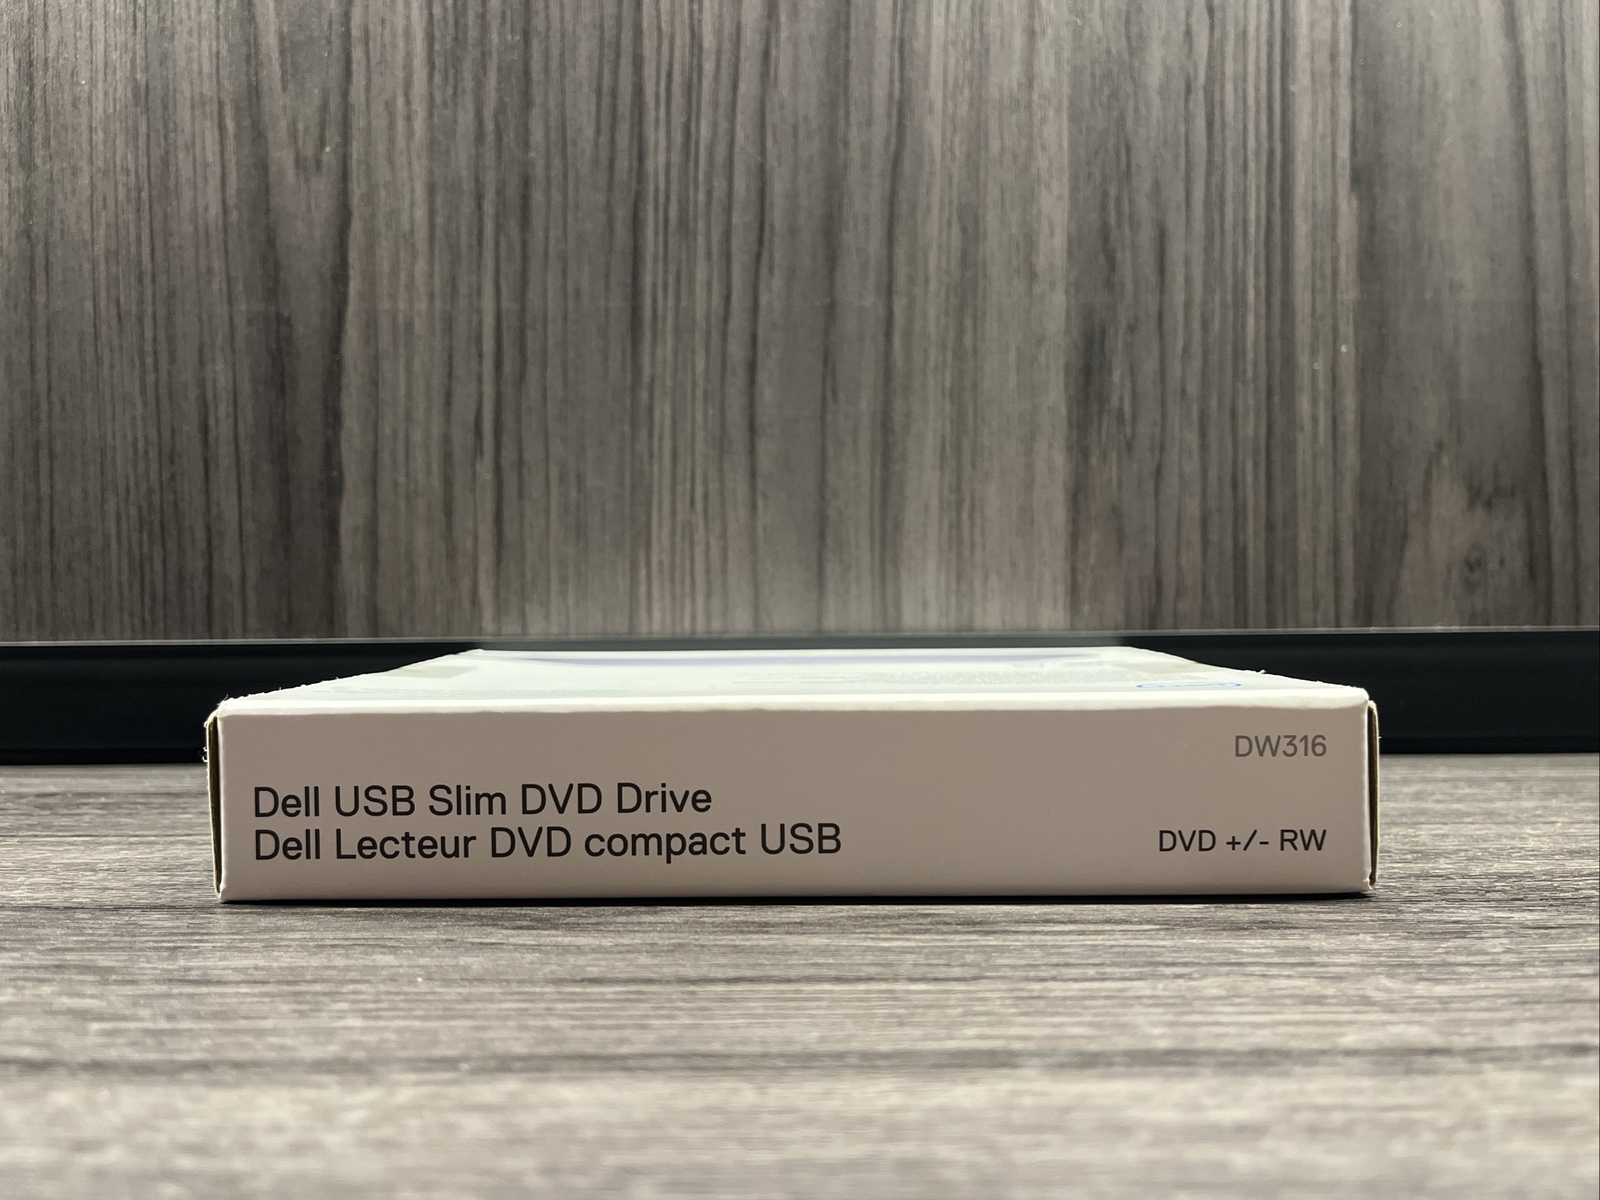 DW316
Dell USB Slim DVD Drive
Dell Lecteur DVD compact USB
DVD +/- RW